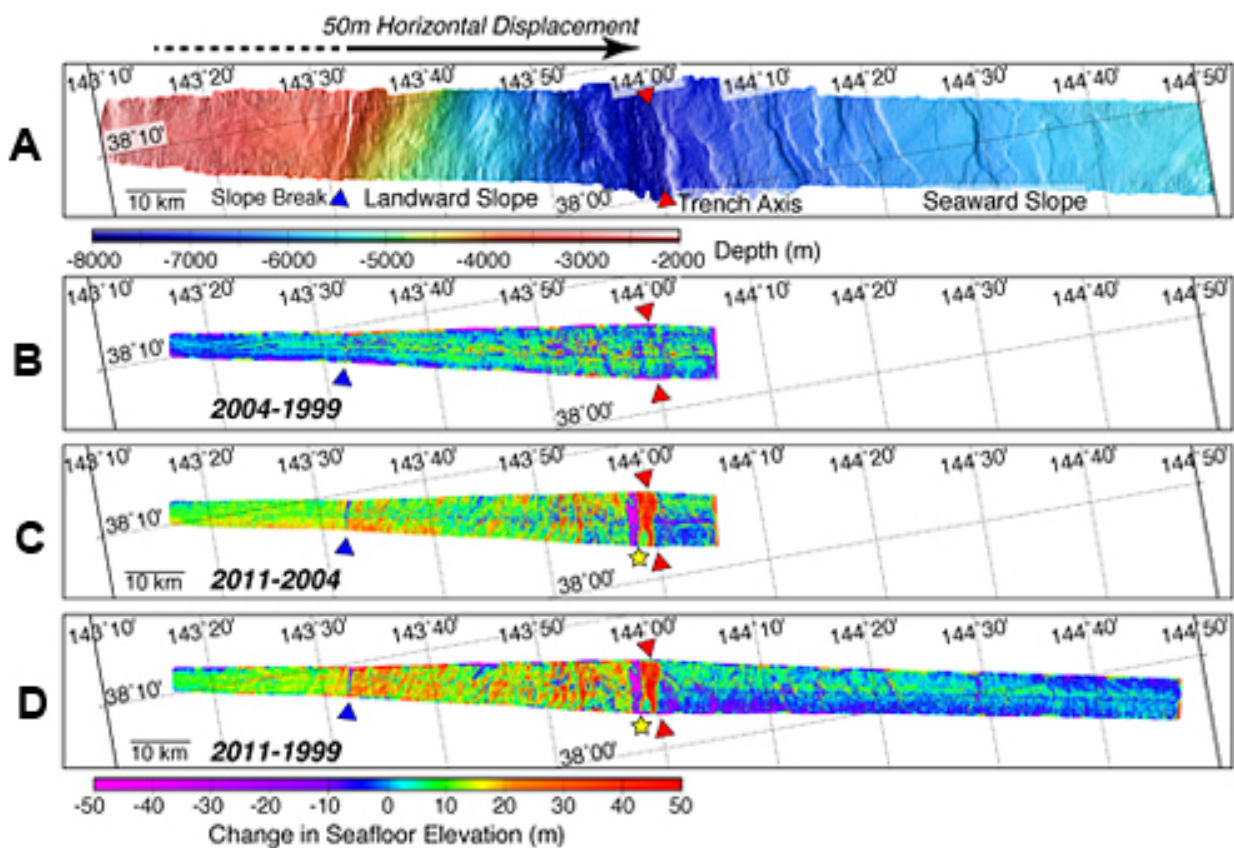 50m Horizontal Displacement
A
143°10' 143°20' 143°30' 143°40' 143°50' 144°00' 144°10' 144°20' 144°30' 144°40' 144°50'
38°10'
10 km Slope Break Landward Slope 38°00' Trench Axis Seaward Slope
-8000 -7000 -6000 -5000 -4000 -3000 -2000 Depth (m)
B
143°10' 143°20' 143°30' 143°40' 143°50' 144°00' 144°10' 144°20' 144°30' 144°40' 144°50'
38°10'
2004-1999 38°00'
C
143°10' 143°20' 143°30' 143°40' 143°50' 144°00' 144°10' 144°20' 144°30' 144°40' 144°50'
38°10'
10 km 2011-2004 38°00'
D
143°10' 143°20' 143°30' 143°40' 143°50' 144°00' 144°10' 144°20' 144°30' 144°40' 144°50'
38°10'
10 km 2011-1999 38°00'
-50 -40 -30 -20 -10 0 10 20 30 40 50
Change in Seafloor Elevation (m)